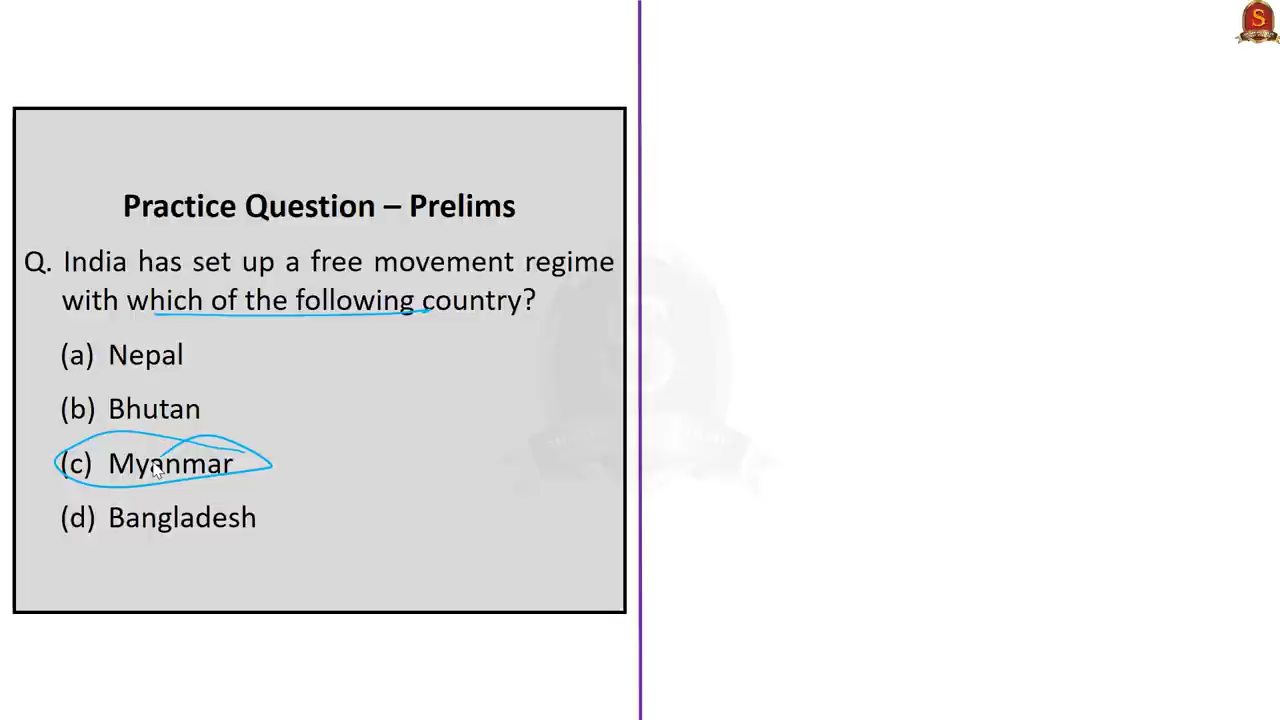 S
Practice Question – Prelims
Q. India has set up a free movement regime
with which of the following country?
(a) Nepal
(b) Bhutan
(c) Myanmar
(d) Bangladesh